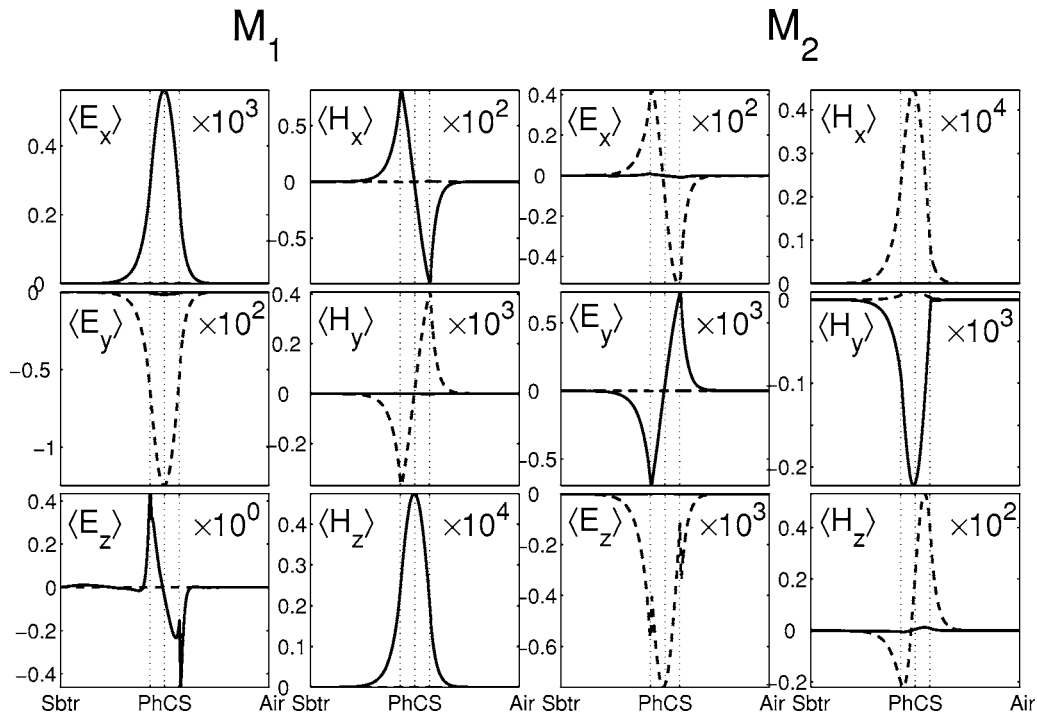 M1 M2
⟨Ex⟩ ×10^3 ⟨Hx⟩ ×10^2 ⟨Ex⟩ ×10^2 ⟨Hx⟩ ×10^4
0.4 0.2 0
0.5 0 −0.5
0.4 0.2 0 −0.2 −0.4
0.4 0.3 0.2 0.1 0
⟨Ey⟩ ×10^2 ⟨Hy⟩ ×10^3 ⟨Ey⟩ ×10^3 ⟨Hy⟩ ×10^3
0 −0.5 −1
0.4 0.2 0 −0.2
0.5 0 −0.5
0 −0.1 −0.2
⟨Ez⟩ ×10^0 ⟨Hz⟩ ×10^4 ⟨Ez⟩ ×10^3 ⟨Hz⟩ ×10^2
0.4 0.2 0 −0.2 −0.4
0.4 0.3 0.2 0.1 0
0 −0.2 −0.4 −0.6
0.4 0.2 0 −0.2
Sbtr PhCS Air Sbtr PhCS Air Sbtr PhCS Air Sbtr PhCS Air